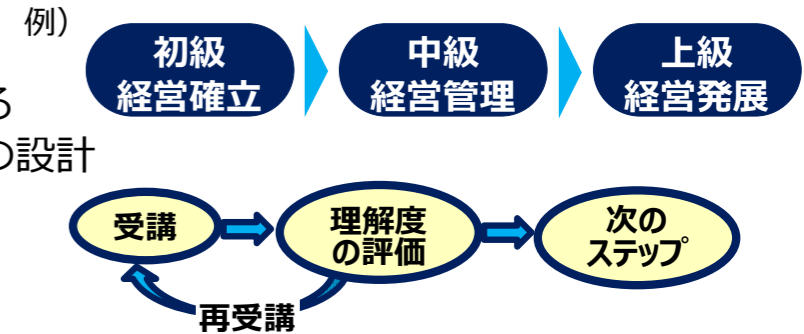 例）
初級
経営確立
中級
経営管理
上級
経営発展
る
の設計
受講
理解度
の評価
次の
ステップ
再受講